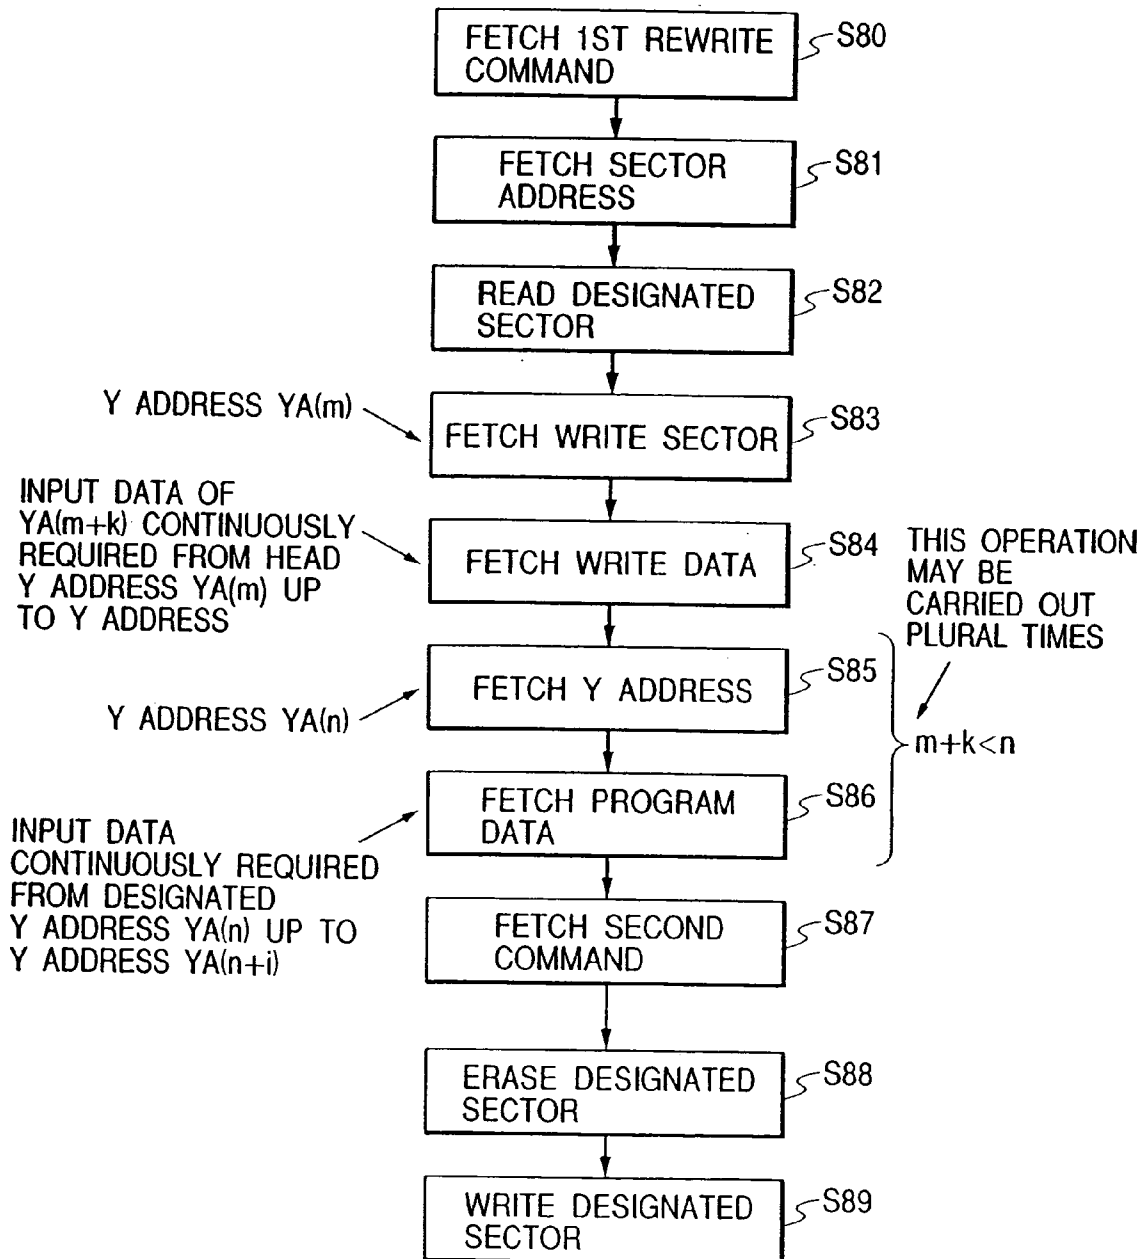 FETCH 1ST REWRITE
COMMAND
S80
FETCH SECTOR
ADDRESS
S81
READ DESIGNATED
SECTOR
S82
Y ADDRESS YA(m)
FETCH WRITE SECTOR
S83
INPUT DATA OF
YA(m+k) CONTINUOUSLY
REQUIRED FROM HEAD
Y ADDRESS YA(m) UP
TO Y ADDRESS
FETCH WRITE DATA
S84
THIS OPERATION
MAY BE
CARRIED OUT
PLURAL TIMES
Y ADDRESS YA(n)
FETCH Y ADDRESS
S85
m+k<n
INPUT DATA
CONTINUOUSLY REQUIRED
FROM DESIGNATED
Y ADDRESS YA(n) UP TO
Y ADDRESS YA(n+i)
FETCH PROGRAM
DATA
S86
FETCH SECOND
COMMAND
S87
ERASE DESIGNATED
SECTOR
S88
WRITE DESIGNATED
SECTOR
S89